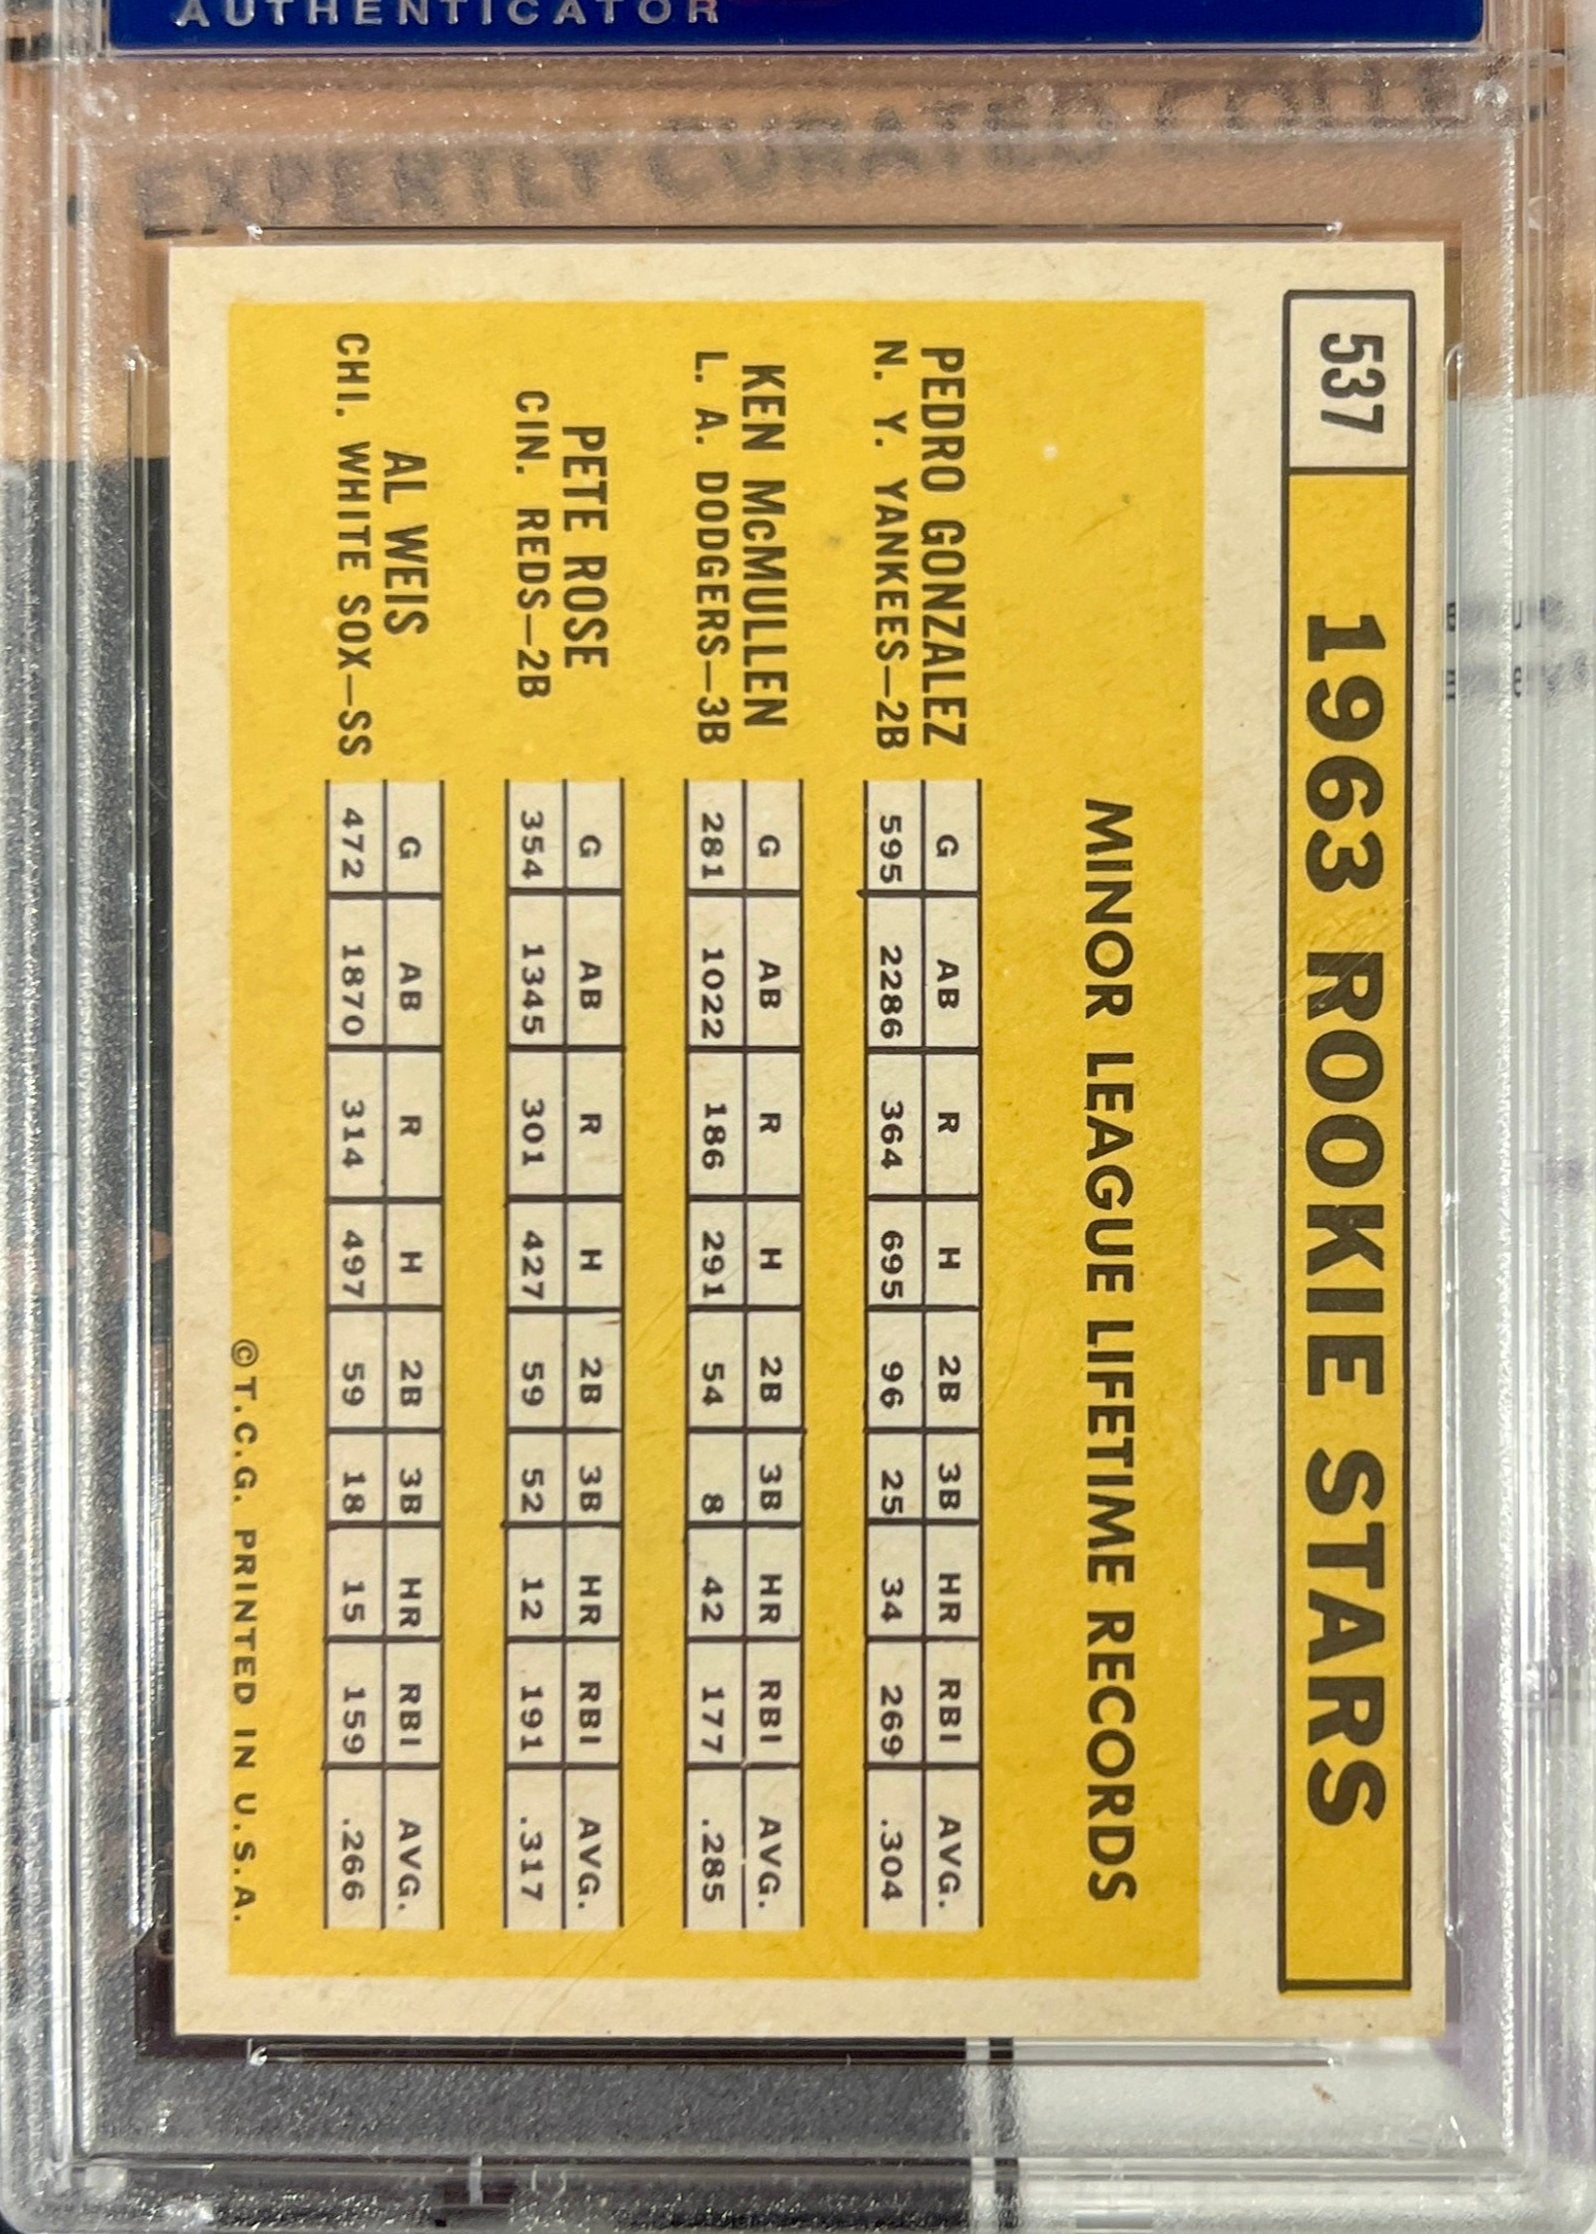 AUTHENTICATOR
EXPERTLY CURATED COLLE
537 1963 ROOKIE STARS
MINOR LEAGUE LIFETIME RECORDS
PEDRO GONZALEZ G AB R H 2B 3B HR RBI AVG.
N. Y. YANKEES—2B 595 2286 364 695 96 25 34 269 .304
KEN McMULLEN G AB R H 2B 3B HR RBI AVG.
L. A. DODGERS—3B 281 1022 186 291 54 8 42 177 .285
PETE ROSE G AB R H 2B 3B HR RBI AVG.
CIN. REDS—2B 354 1345 301 427 59 52 12 191 .317
AL WEIS G AB R H 2B 3B HR RBI AVG.
CHI. WHITE SOX—SS 472 1870 314 497 59 18 15 159 .266
©T.C.G. PRINTED IN U.S.A.